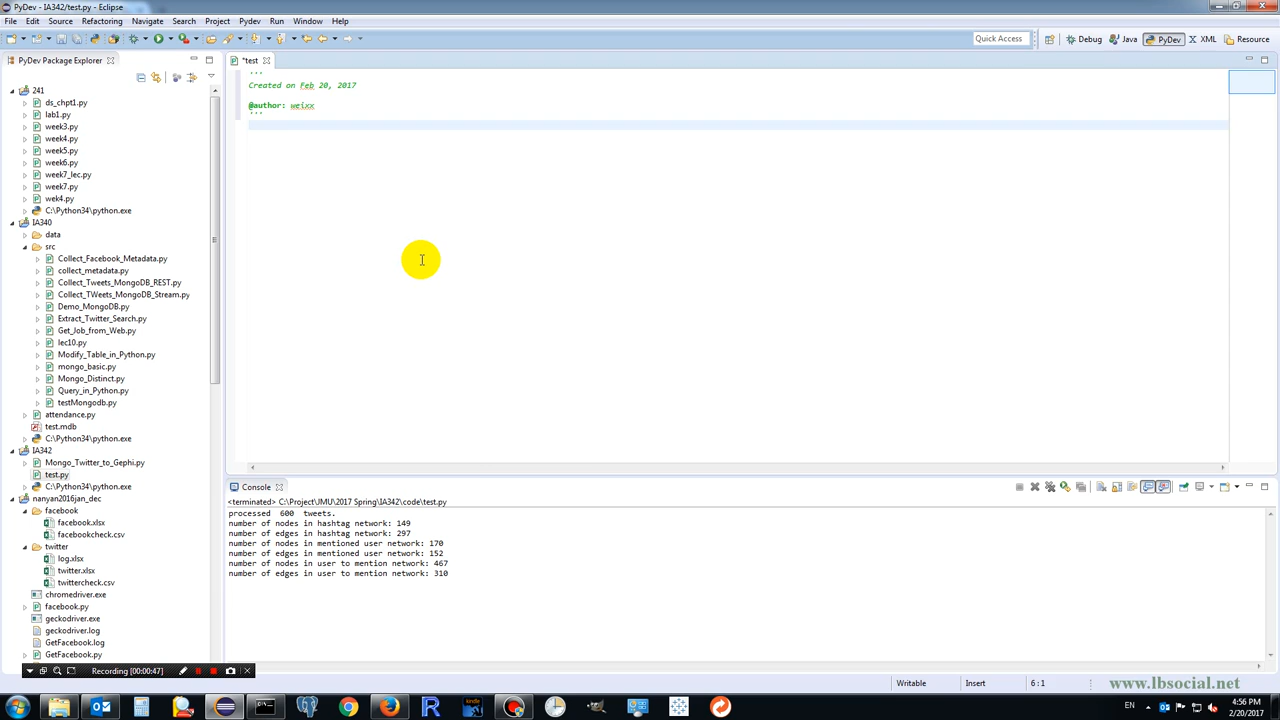 PyDev - IA342/test.py - Eclipse
File Edit Source Refactoring Navigate Search Project Pydev Run Window Help
Quick Access Debug Java PyDev XML Resource
PyDev Package Explorer
*test
'''
Created on Feb 20, 2017
@author: weixx
'''
241
ds_chpt1.py
lab1.py
week3.py
week4.py
week5.py
week6.py
week7_lec.py
week7.py
wek4.py
C:\Python34\python.exe
IA340
data
src
Collect_Facebook_Metadata.py
collect_metadata.py
Collect_Tweets_MongoDB_REST.py
Collect_TWeets_MongoDB_Stream.py
Demo_MongoDB.py
Extract_Twitter_Search.py
Get_Job_from_Web.py
lec10.py
Modify_Table_in_Python.py
mongo_basic.py
Mongo_Distinct.py
Query_in_Python.py
testMongodb.py
attendance.py
test.mdb
C:\Python34\python.exe
IA342
Mongo_Twitter_to_Gephi.py
test.py
C:\Python34\python.exe
nanyan2016jan_dec
facebook
facebook.xlsx
facebookcheck.csv
twitter
log.xlsx
twitter.xlsx
twittercheck.csv
chromedriver.exe
facebook.py
geckodriver.exe
geckodriver.log
GetFacebook.log
GetFacebook.py
Console
<terminated> C:\Project\JMU\2017 Spring\IA342\code\test.py
processed 600 tweets.
number of nodes in hashtag network: 149
number of edges in hashtag network: 297
number of nodes in mentioned user network: 170
number of edges in mentioned user network: 152
number of nodes in user to mention network: 467
number of edges in user to mention network: 310
Recording [00:00:47]
Writable Insert 6 : 1
www.lbsocial.net
EN 4:56 PM
2/20/2017